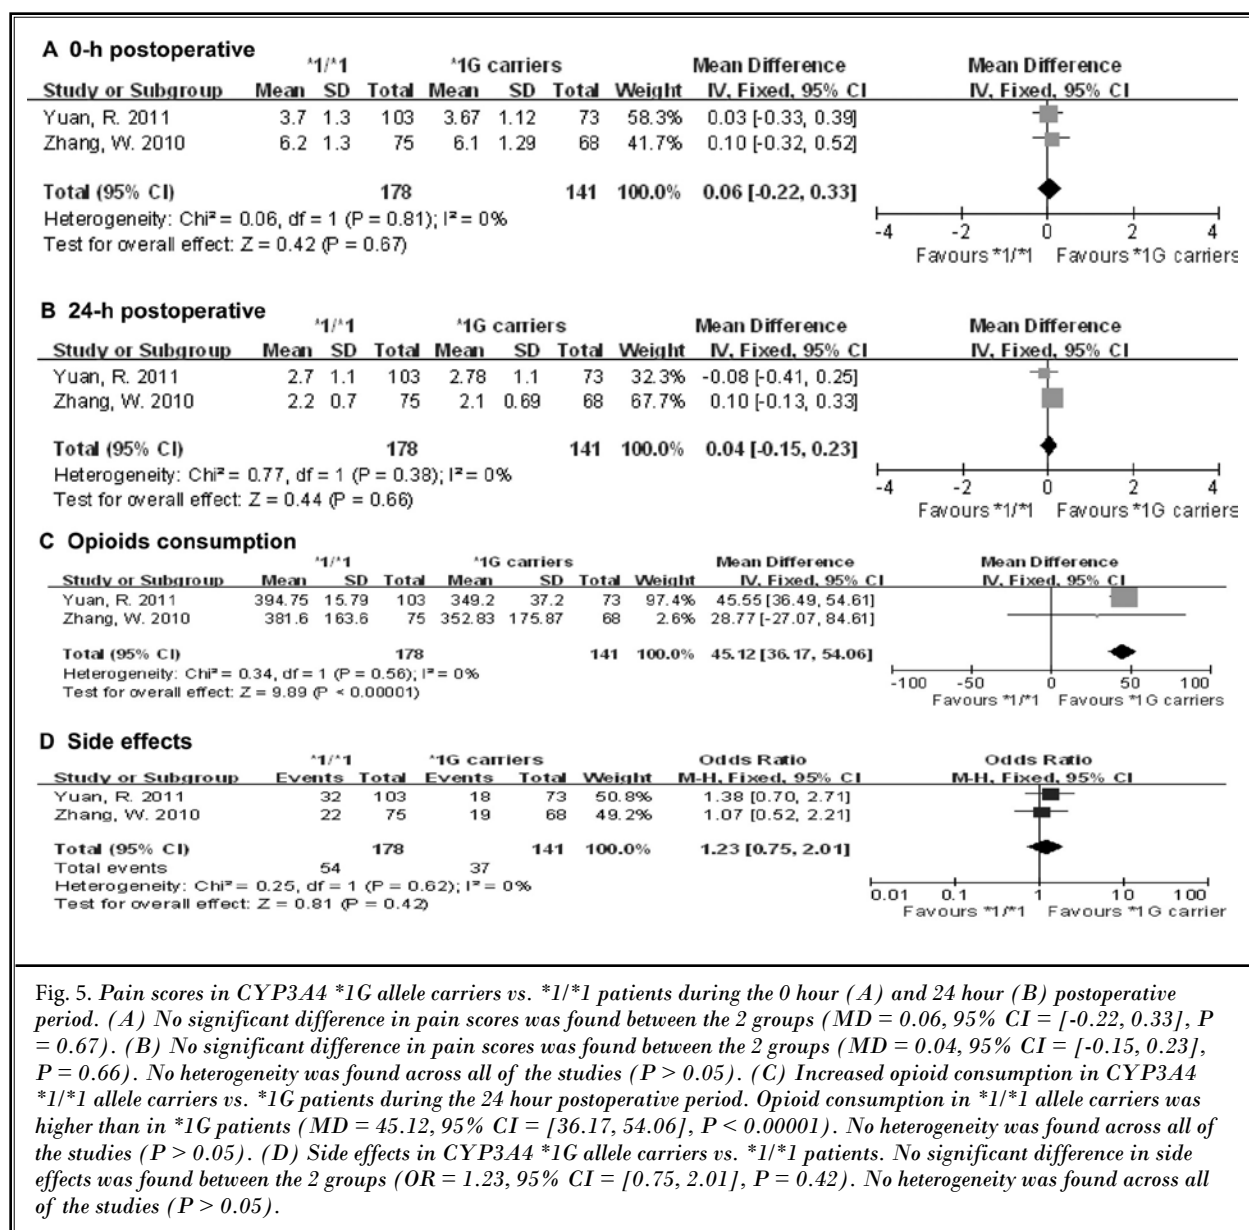 A 0-h postoperative
*1/*1 *1G carriers Mean Difference Mean Difference
Study or Subgroup Mean SD Total Mean SD Total Weight IV, Fixed, 95% CI IV, Fixed, 95% CI
Yuan, R. 2011 3.7 1.3 103 3.67 1.12 73 58.3% 0.03 [-0.33, 0.39]
Zhang, W. 2010 6.2 1.3 75 6.1 1.29 68 41.7% 0.10 [-0.32, 0.52]
Total (95% CI) 178 141 100.0% 0.06 [-0.22, 0.33]
Heterogeneity: Chi² = 0.06, df = 1 (P = 0.81); I² = 0%
Test for overall effect: Z = 0.42 (P = 0.67)
-4 -2 0 2 4
Favours *1/*1 Favours *1G carriers
B 24-h postoperative
*1/*1 *1G carriers Mean Difference Mean Difference
Study or Subgroup Mean SD Total Mean SD Total Weight IV, Fixed, 95% CI IV, Fixed, 95% CI
Yuan, R. 2011 2.7 1.1 103 2.78 1.1 73 32.3% -0.08 [-0.41, 0.25]
Zhang, W. 2010 2.2 0.7 75 2.1 0.69 68 67.7% 0.10 [-0.13, 0.33]
Total (95% CI) 178 141 100.0% 0.04 [-0.15, 0.23]
Heterogeneity: Chi² = 0.77, df = 1 (P = 0.38); I² = 0%
Test for overall effect: Z = 0.44 (P = 0.66)
-4 -2 0 2 4
Favours *1/*1 Favours *1G carriers
C Opioids consumption
*1/*1 *1G carriers Mean Difference Mean Difference
Study or Subgroup Mean SD Total Mean SD Total Weight IV, Fixed, 95% CI IV, Fixed, 95% CI
Yuan, R. 2011 394.75 15.79 103 349.2 37.2 73 97.4% 45.55 [36.49, 54.61]
Zhang, W. 2010 381.6 163.6 75 352.83 175.87 68 2.6% 28.77 [-27.07, 84.61]
Total (95% CI) 178 141 100.0% 45.12 [36.17, 54.06]
Heterogeneity: Chi² = 0.34, df = 1 (P = 0.56); I² = 0%
Test for overall effect: Z = 9.89 (P < 0.00001)
-100 -50 0 50 100
Favours *1/*1 Favours *1G carriers
D Side effects
*1/*1 *1G carriers Odds Ratio Odds Ratio
Study or Subgroup Events Total Events Total Weight M-H, Fixed, 95% CI M-H, Fixed, 95% CI
Yuan, R. 2011 32 103 18 73 50.8% 1.38 [0.70, 2.71]
Zhang, W. 2010 22 75 19 68 49.2% 1.07 [0.52, 2.21]
Total (95% CI) 178 141 100.0% 1.23 [0.75, 2.01]
Total events 54 37
Heterogeneity: Chi² = 0.25, df = 1 (P = 0.62); I² = 0%
Test for overall effect: Z = 0.81 (P = 0.42)
0.01 0.1 1 10 100
Favours *1/*1 Favours *1G carrier
Fig. 5. Pain scores in CYP3A4 *1G allele carriers vs. *1/*1 patients during the 0 hour (A) and 24 hour (B) postoperative
period. (A) No significant difference in pain scores was found between the 2 groups (MD = 0.06, 95% CI = [-0.22, 0.33], P
= 0.67). (B) No significant difference in pain scores was found between the 2 groups (MD = 0.04, 95% CI = [-0.15, 0.23],
P = 0.66). No heterogeneity was found across all of the studies (P > 0.05). (C) Increased opioid consumption in CYP3A4
*1/*1 allele carriers vs. *1G patients during the 24 hour postoperative period. Opioid consumption in *1/*1 allele carriers was
higher than in *1G patients (MD = 45.12, 95% CI = [36.17, 54.06], P < 0.00001). No heterogeneity was found across all of
the studies (P > 0.05). (D) Side effects in CYP3A4 *1G allele carriers vs. *1/*1 patients. No significant difference in side
effects was found between the 2 groups (OR = 1.23, 95% CI = [0.75, 2.01], P = 0.42). No heterogeneity was found across all
of the studies (P > 0.05).